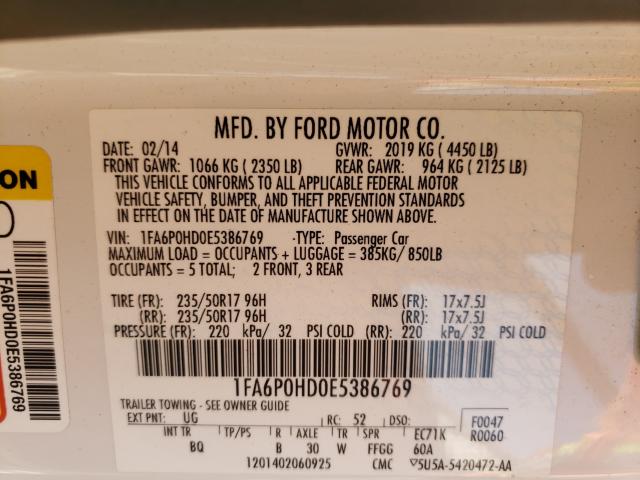 MFD. BY FORD MOTOR CO.
DATE: 02/14 GVWR: 2019 KG ( 4450 LB)
FRONT GAWR: 1066 KG ( 2350 LB) REAR GAWR: 964 KG ( 2125 LB)
THIS VEHICLE CONFORMS TO ALL APPLICABLE FEDERAL MOTOR
VEHICLE SAFETY, BUMPER, AND THEFT PREVENTION STANDARDS
IN EFFECT ON THE DATE OF MANUFACTURE SHOWN ABOVE.
VIN: 1FA6P0HD0E5386769 -TYPE: Passenger Car
MAXIMUM LOAD = OCCUPANTS + LUGGAGE = 385KG/ 850LB
OCCUPANTS = 5 TOTAL; 2 FRONT, 3 REAR
TIRE (FR): 235/50R17 96H RIMS (FR): 17x7.5J
(RR): 235/50R17 96H (RR): 17x7.5J
PRESSURE (FR): 220 kPa/ 32 PSI COLD (RR): 220 kPa/ 32 PSI COLD
1FA6P0HD0E5386769
TRAILER TOWING - SEE OWNER GUIDE
EXT PNT: UG RC: 52 DSO: F0047
INT TR TP/PS R AXLE TR SPR EC71K R0060
BQ B 30 W FFGG 60A
1201402060925 CMC ▽5U5A-5420472-AA
ON
1FA6P0HD0E5386769